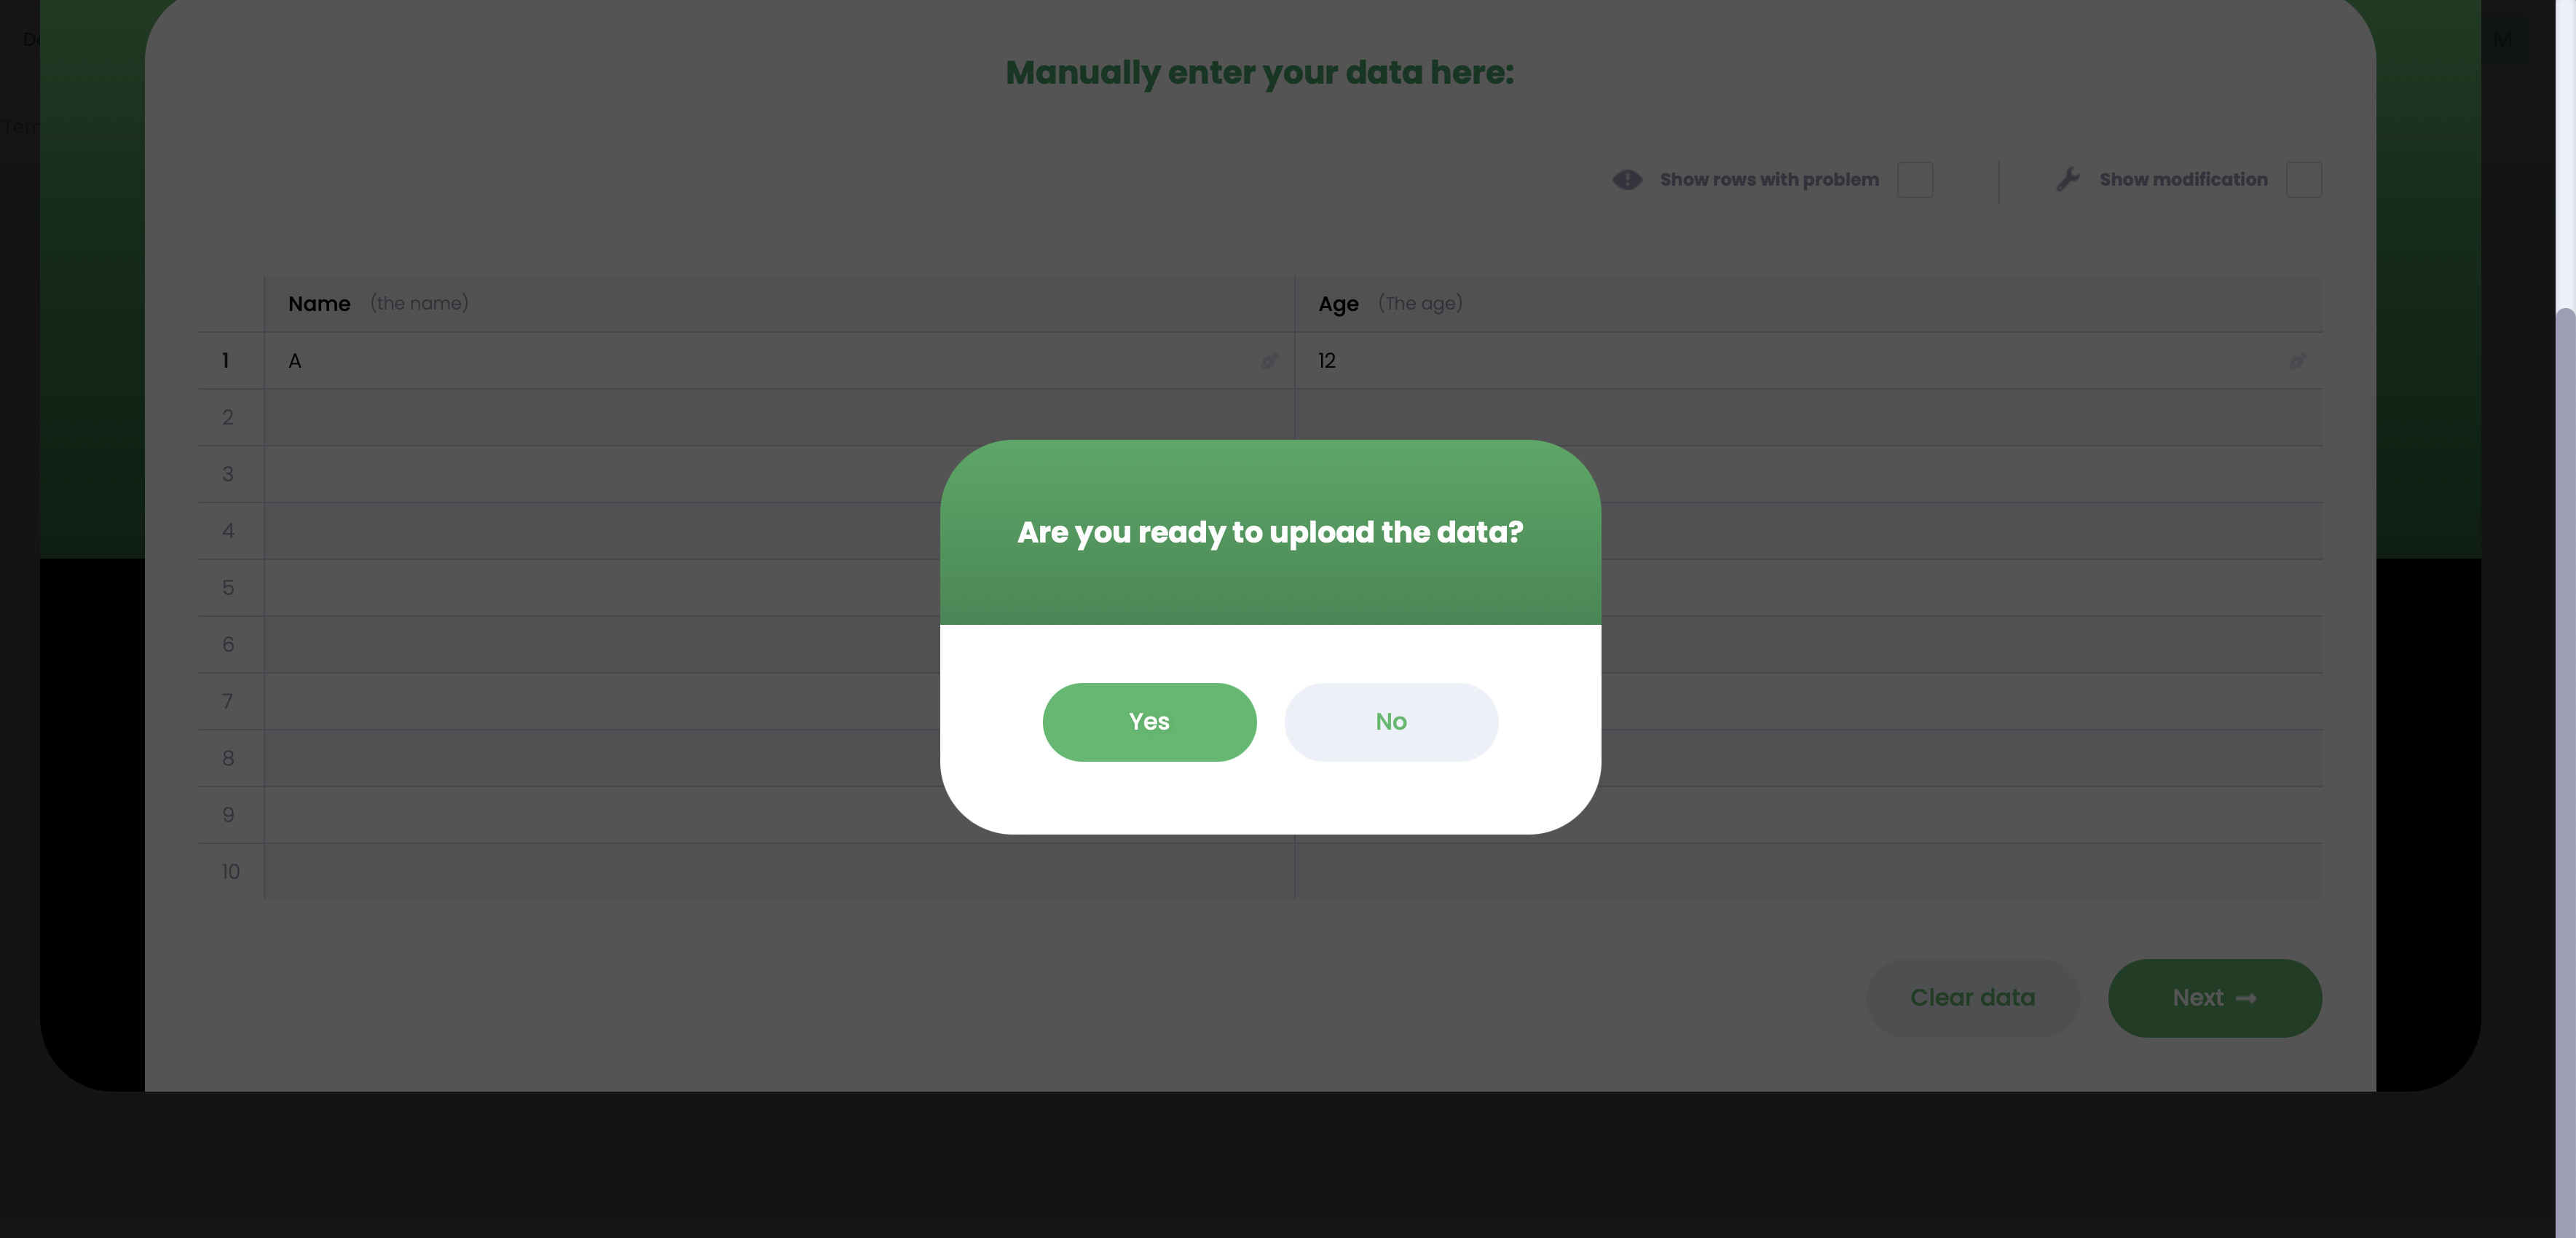 Do
M
Tem
Manually enter your data here:
Show rows with problem
Show modification
Name (the name) Age (The age)
1 A 12
2
3
4
5
6
7
8
9
10
Are you ready to upload the data?
Yes No
Clear data Next →